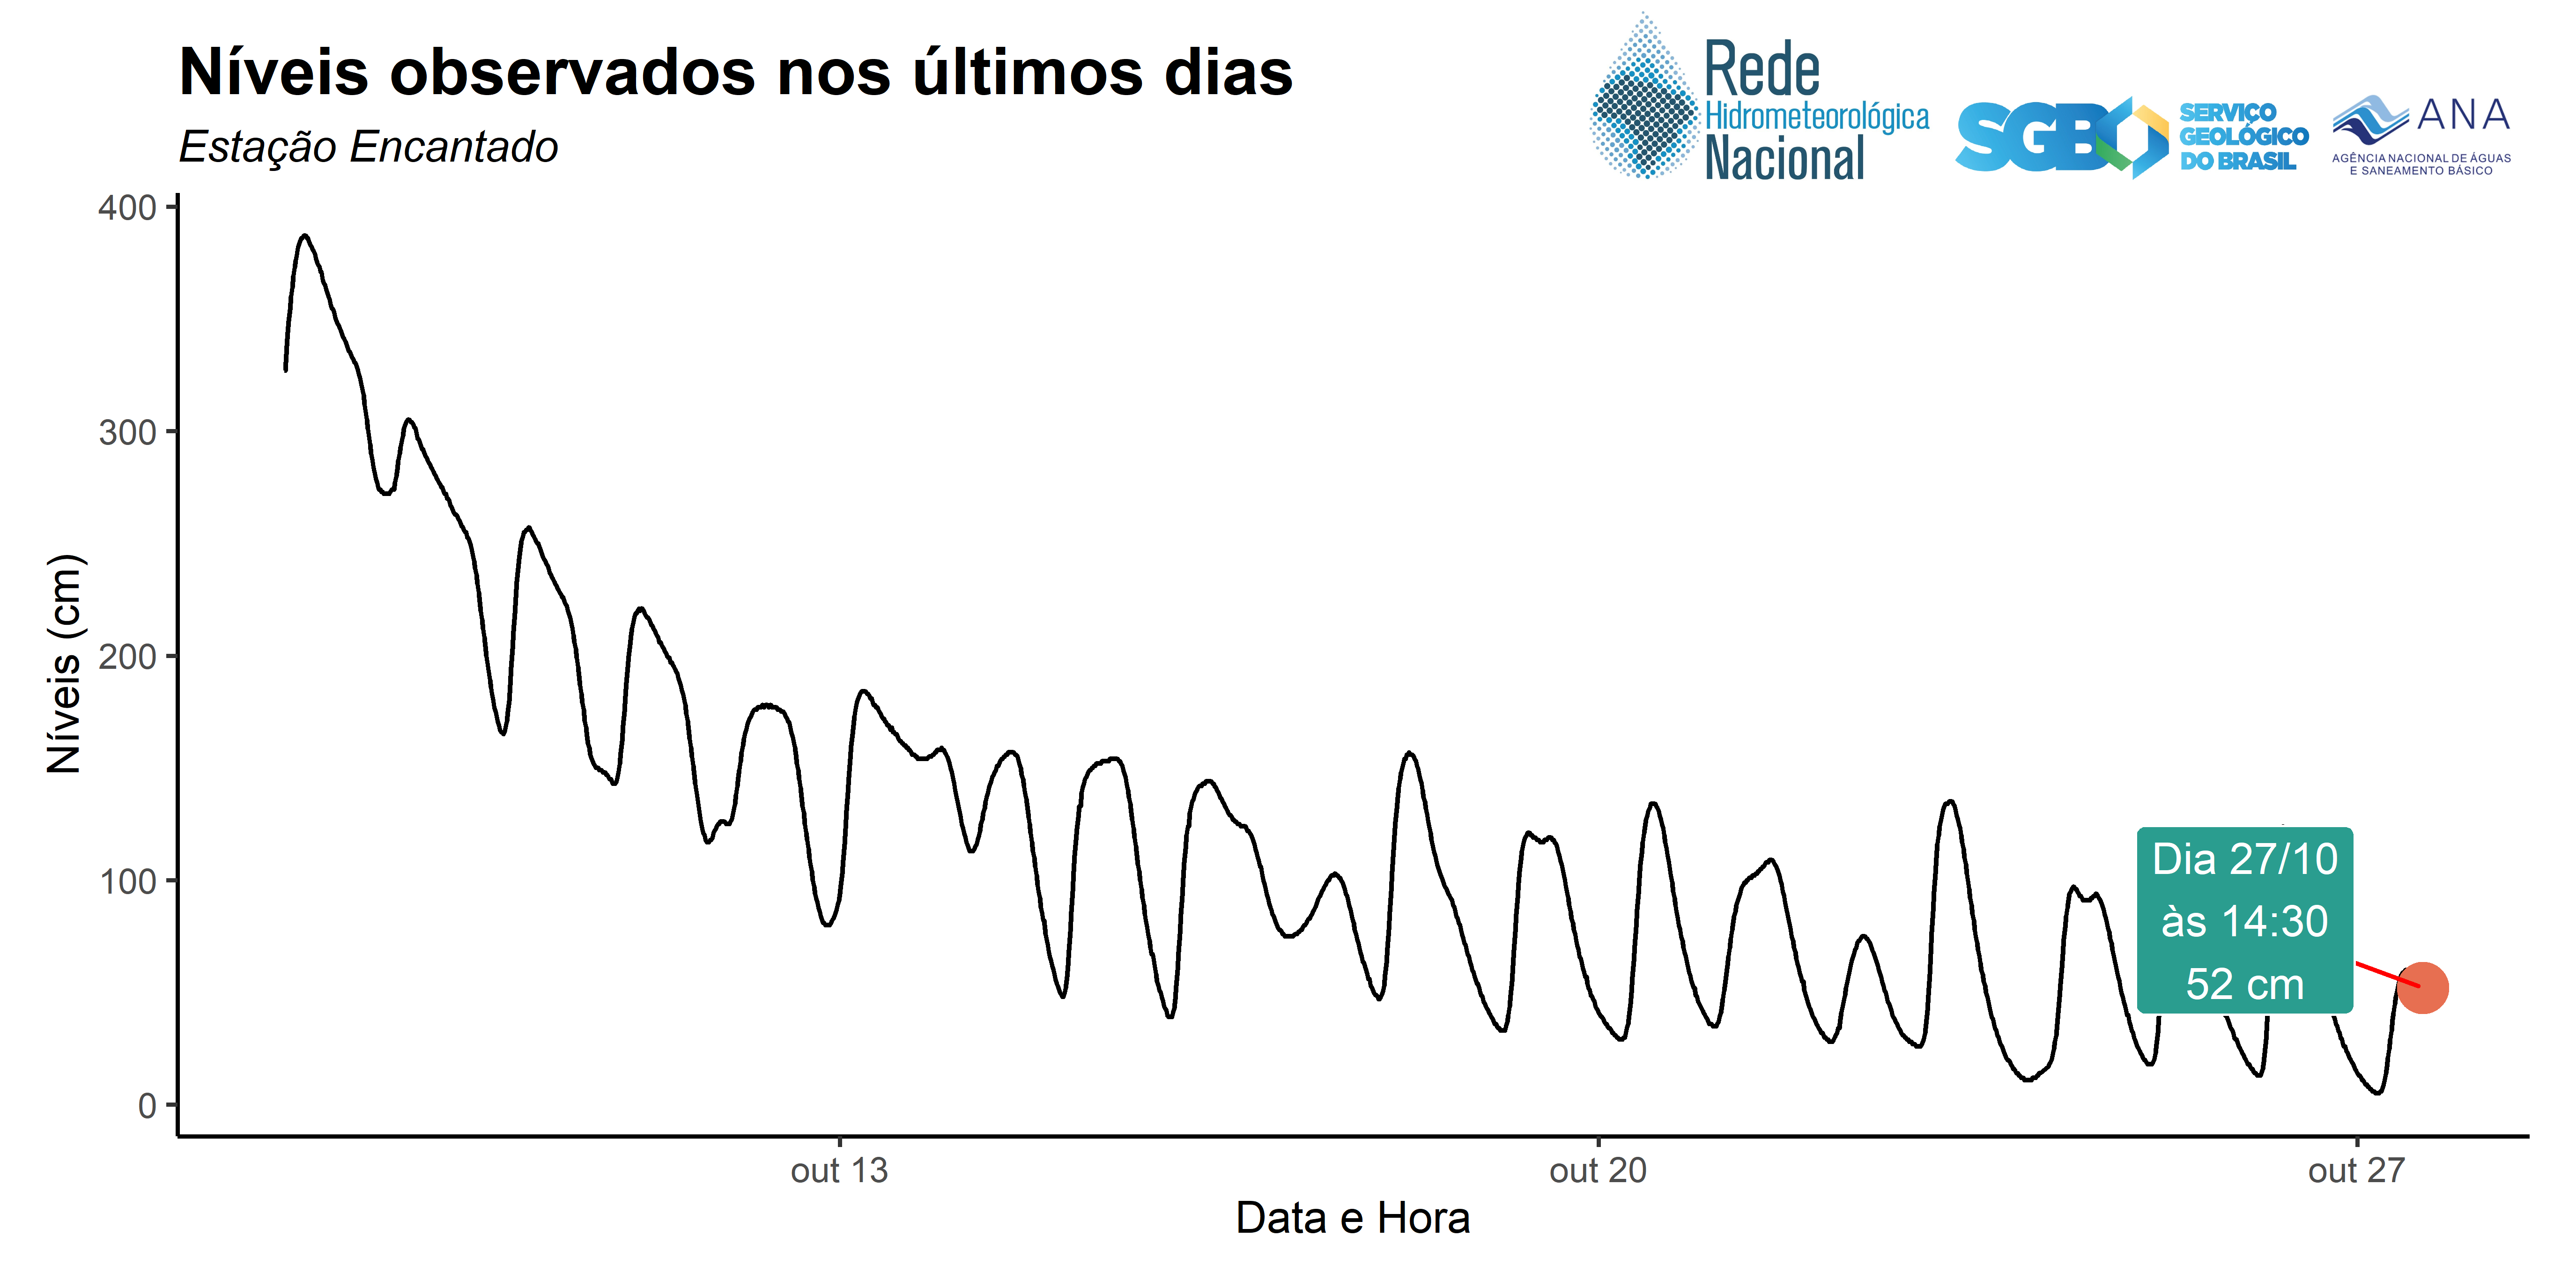 Níveis observados nos últimos dias
Estação Encantado
Rede
Hidrometeorológica
Nacional
SGB
SERVIÇO
GEOLÓGICO
DO BRASIL
ANA
AGÊNCIA NACIONAL DE ÁGUAS
E SANEAMENTO BÁSICO
Níveis (cm)
400
300
200
100
0
Dia 27/10
às 14:30
52 cm
out 13
out 20
out 27
Data e Hora